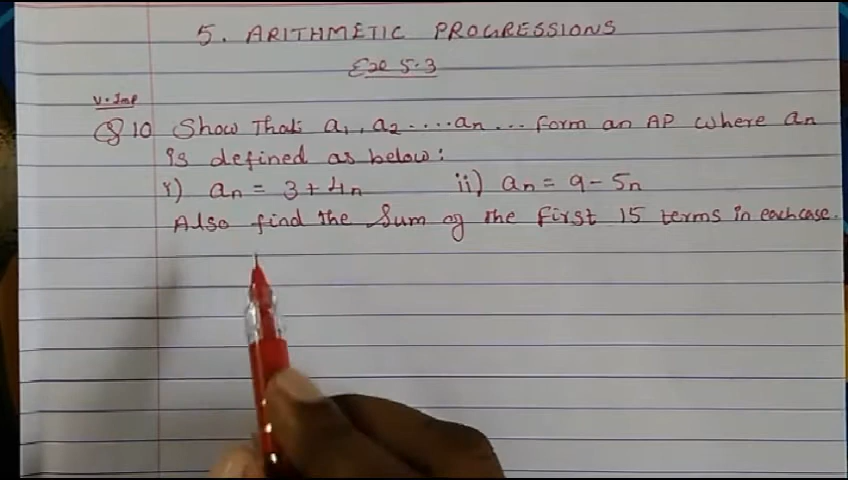 5. ARITHMETIC PROGRESSIONS
Exe 5.3
V.Imp
Q 10 Show That a1, a2 ..... an ... form an AP where an
is defined as below:
i) an = 3 + 4n ii) an = 9 - 5n
Also find the Sum of the first 15 terms in each case.